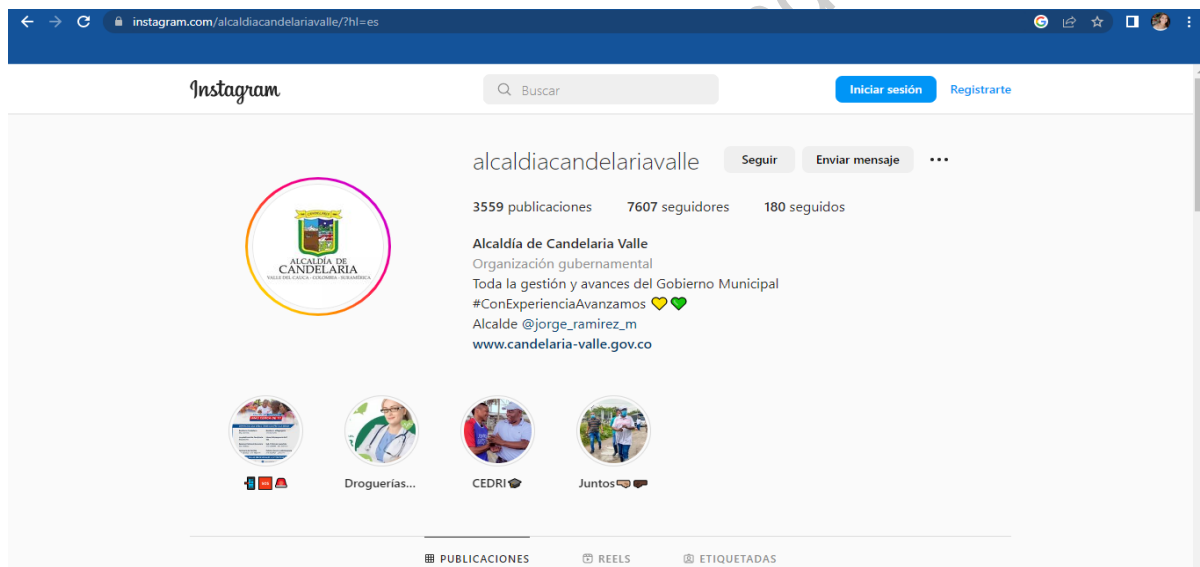 instagram.com/alcaldiacandelariavalle/?hl=es
Instagram
Buscar
Iniciar sesión
Registrarte
alcaldiacandelariavalle
Seguir
Enviar mensaje
3559 publicaciones
7607 seguidores
180 seguidos
ALCALDÍA DE
CANDELARIA
VALLE DEL CAUCA - COLOMBIA - SURAMÉRICA
Alcaldía de Candelaria Valle
Organización gubernamental
Toda la gestión y avances del Gobierno Municipal
#ConExperienciaAvanzamos 💛💚
Alcalde @jorge_ramirez_m
www.candelaria-valle.gov.co
Droguerías...
CEDRI🎓
Juntos🤜🏽🤛🏿
PUBLICACIONES
REELS
ETIQUETADAS